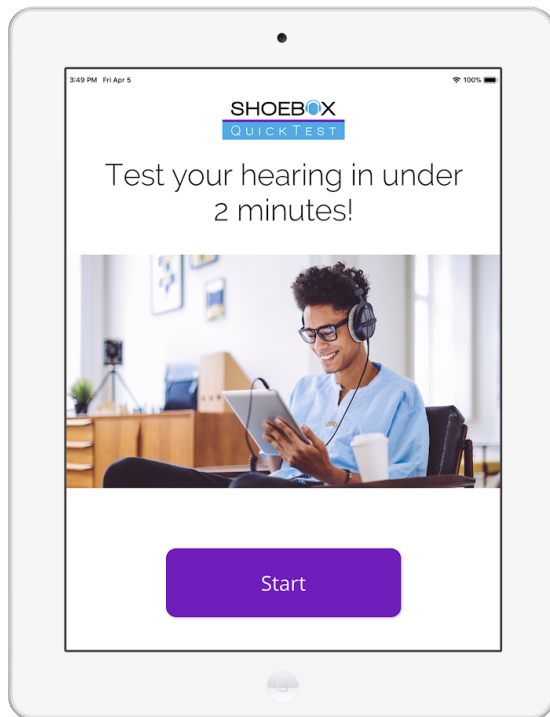 3:49 PM Fri Apr 5 100%
SHOEBOX
QUICKTEST
Test your hearing in under
2 minutes!
Start